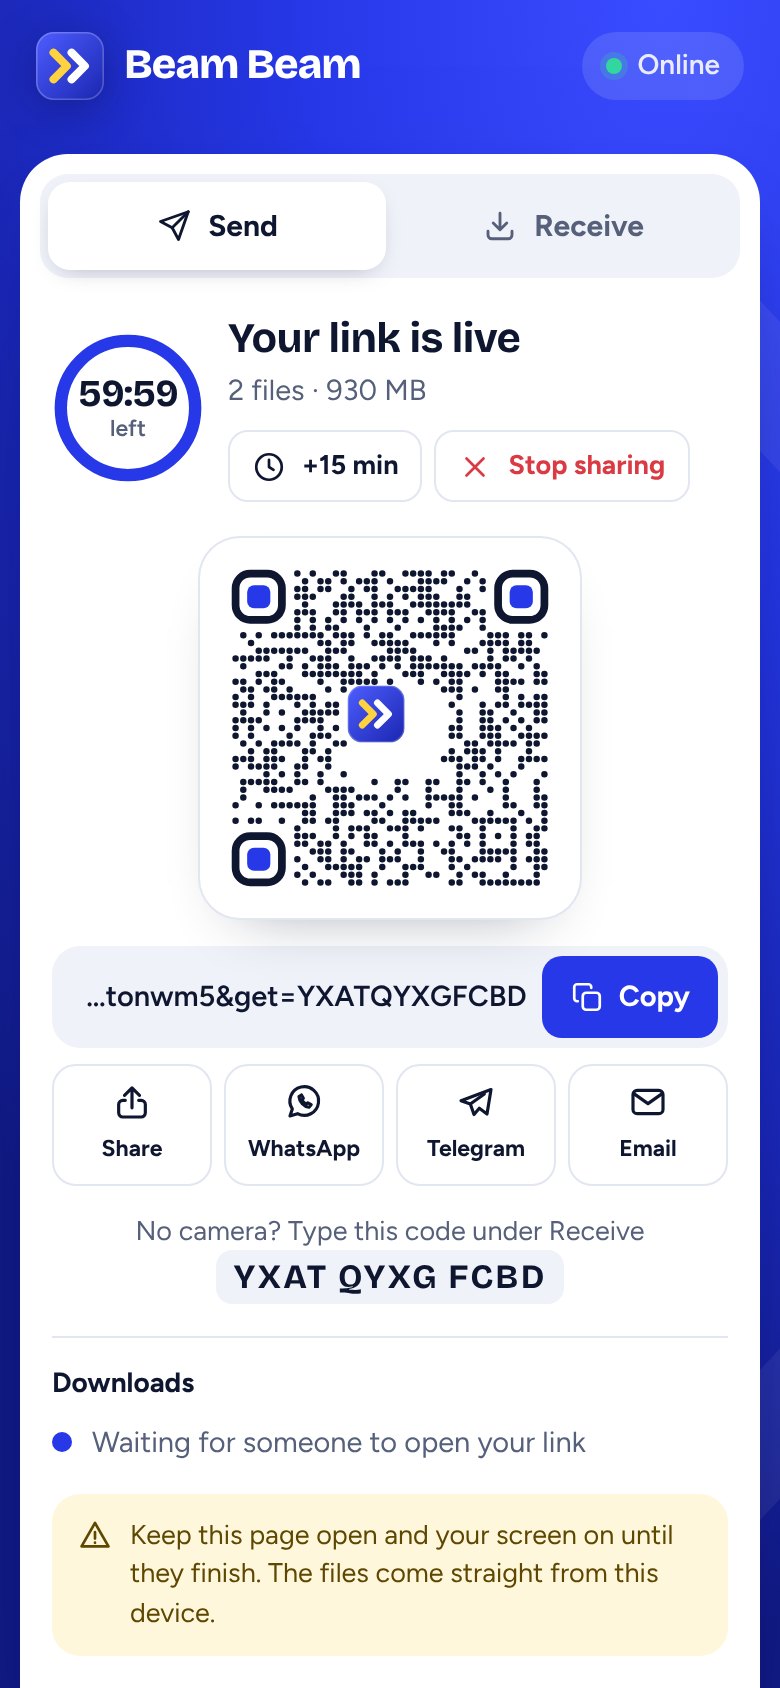 Beam Beam
Online
Send
Receive
59:59
left
Your link is live
2 files · 930 MB
+15 min
Stop sharing
...tonwm5&get=YXATQYXGFCBD
Copy
Share
WhatsApp
Telegram
Email
No camera? Type this code under Receive
YXAT QYXG FCBD
Downloads
Waiting for someone to open your link
Keep this page open and your screen on until
they finish. The files come straight from this
device.